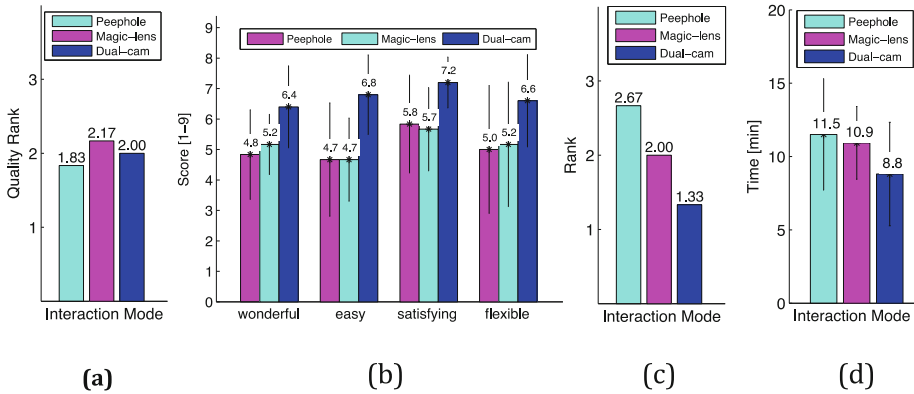 Peephole
Magic-lens
Dual-cam
Quality Rank
3
2
1
1.83
2.17
2.00
Interaction Mode
(a)
Peephole Magic-lens Dual-cam
Score [1-9]
9
8
7
6
5
4
3
2
1
0
4.8
5.2
6.4
4.7
4.7
6.8
5.8
5.7
7.2
5.0
5.2
6.6
wonderful easy satisfying flexible
(b)
Peephole
Magic-lens
Dual-cam
Rank
3
2
1
2.67
2.00
1.33
Interaction Mode
(c)
Peephole
Magic-lens
Dual-cam
Time [min]
20
15
10
5
0
11.5
10.9
8.8
Interaction Mode
(d)